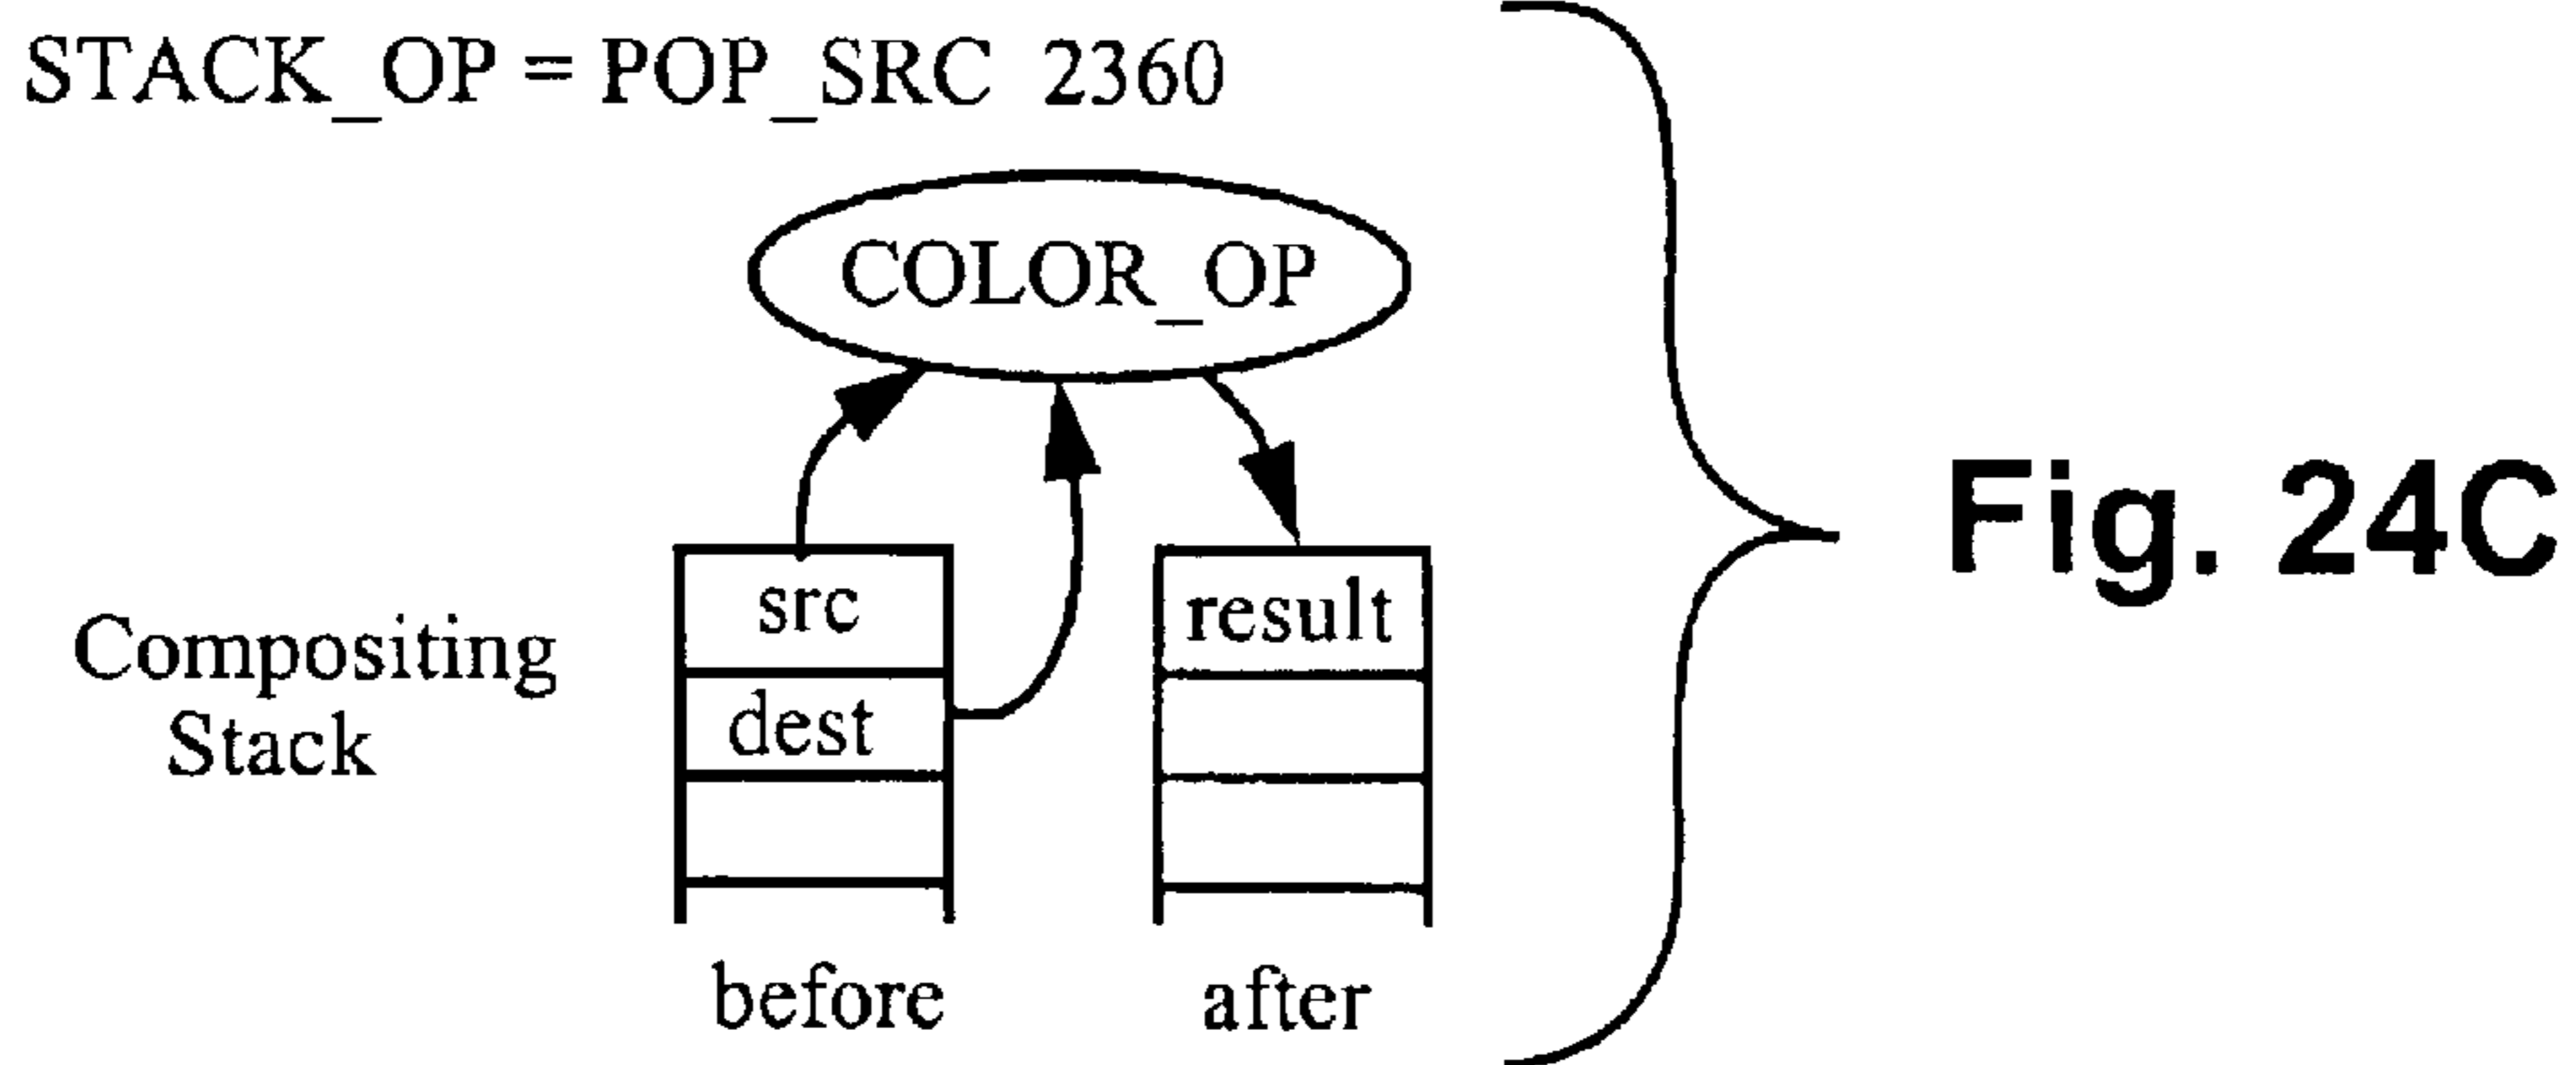 STACK_OP = POP_SRC 2360
COLOR_OP
src
dest
result
Compositing
Stack
before
after
Fig. 24C